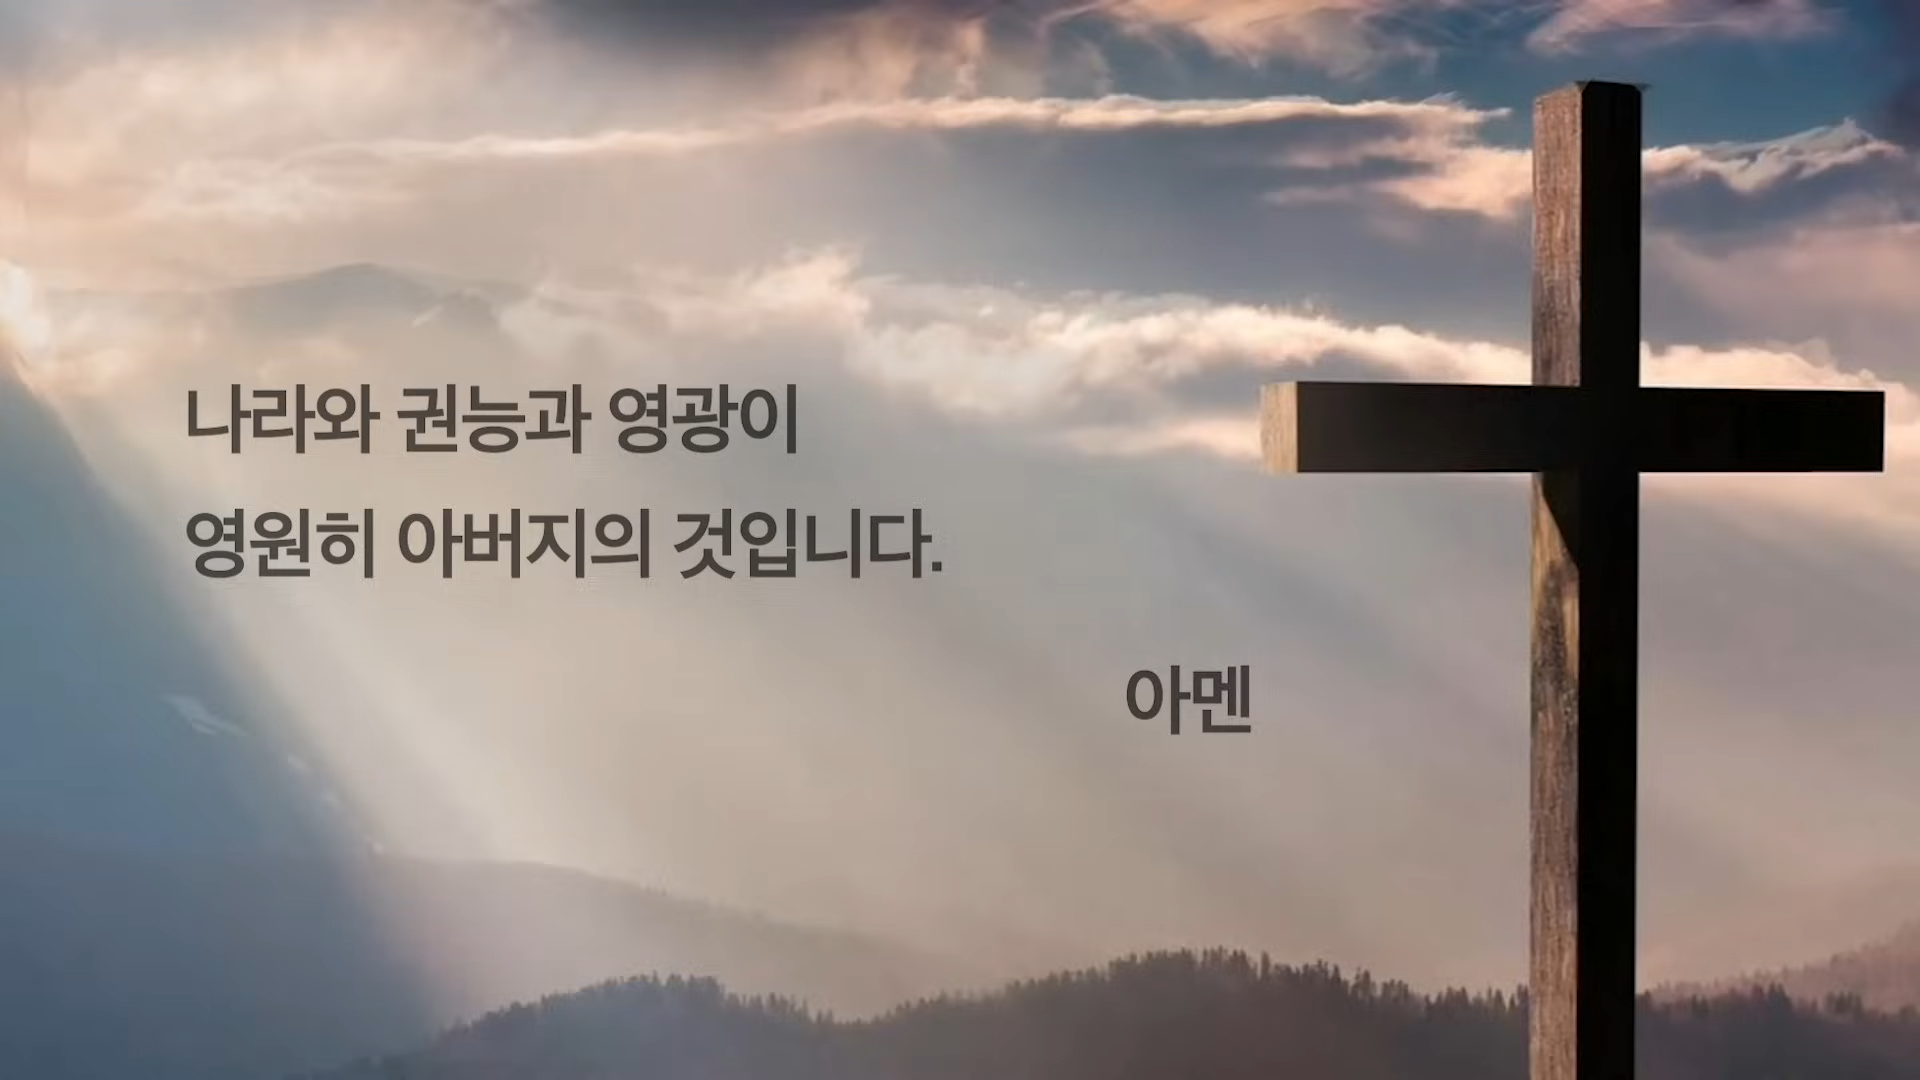 나라와 권능과 영광이
영원히 아버지의 것입니다.
아멘